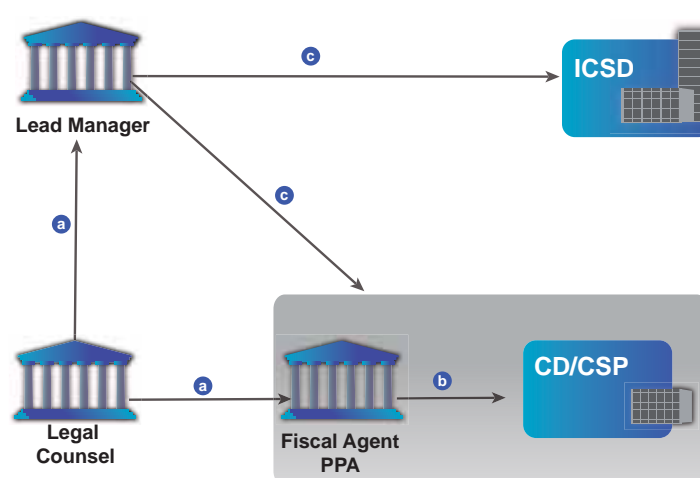 c
ICSD
Lead Manager
c
a
CD/CSP
a
b
Legal
Counsel
Fiscal Agent
PPA